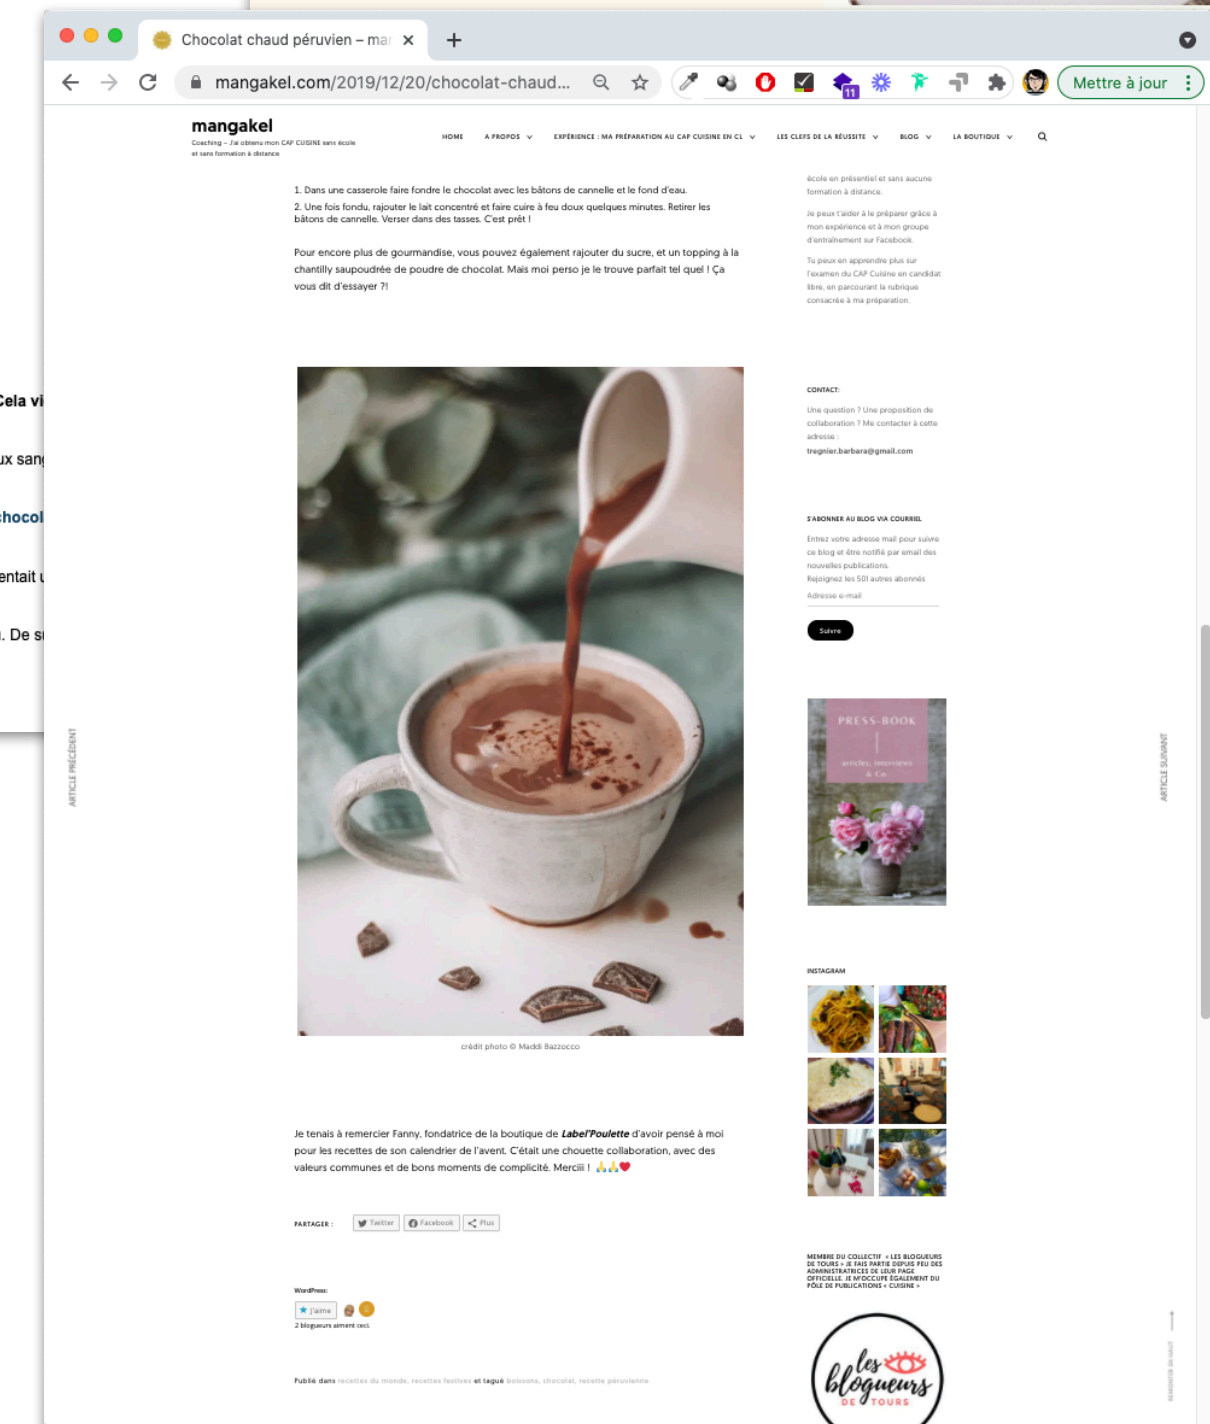 Chocolat chaud péruvien – mar
mangakel.com/2019/12/20/chocolat-chaud...
11
Mettre à jour
mangakel
Coaching – J'ai obtenu mon CAP CUISINE sans école
et sans formation à distance
HOME
A PROPOS
EXPÉRIENCE : MA PRÉPARATION AU CAP CUISINE EN CL
LES CLEFS DE LA RÉUSSITE
BLOG
LA BOUTIQUE
1. Dans une casserole faire fondre le chocolat avec les bâtons de cannelle et le fond d'eau.
2. Une fois fondu, rajouter le lait concentré et faire cuire à feu doux quelques minutes. Retirer les
bâtons de cannelle. Verser dans des tasses. C'est prêt !
Pour encore plus de gourmandise, vous pouvez également rajouter du sucre, et un topping à la
chantilly saupoudrée de poudre de chocolat. Mais moi perso je le trouve parfait tel quel ! Ça
vous dit d'essayer ?!
crédit photo © Maddi Bazzocco
Je tenais à remercier Fanny, fondatrice de la boutique de Label'Poulette d'avoir pensé à moi
pour les recettes de son calendrier de l'avent. C'était une chouette collaboration, avec des
valeurs communes et de bons moments de complicité. Merciii ! 🙏🙏❤
PARTAGER :
Twitter
Facebook
Plus
WordPress:
J'aime
2 blogueurs aiment ceci.
Publié dans recettes du monde, recettes festives et tagué boissons, chocolat, recette péruvienne
école en présentiel et sans aucune
formation à distance.
Je peux t'aider à le préparer grâce à
mon expérience et à mon groupe
d'entraînement sur Facebook.
Tu peux en apprendre plus sur
l'examen du CAP Cuisine en candidat
libre, en parcourant la rubrique
consacrée à ma préparation.
CONTACT:
Une question ? Une proposition de
collaboration ? Me contacter à cette
adresse :
tregnier.barbara@gmail.com
S'ABONNER AU BLOG VIA COURRIEL
Entrez votre adresse mail pour suivre
ce blog et être notifié par email des
nouvelles publications.
Rejoignez les 501 autres abonnés
Adresse e-mail
Suivre
PRESS-BOOK
articles, interviews
& Co.
INSTAGRAM
MEMBRE DU COLLECTIF « LES BLOGUEURS
DE TOURS » JE FAIS PARTIE DEPUIS PEU DES
ADMINISTRATRICES DE LEUR PAGE
OFFICIELLE. JE M'OCCUPE ÉGALEMENT DU
PÔLE DE PUBLICATIONS « CUISINE »
les
blogueurs
DE TOURS
ARTICLE PRÉCÉDENT
ARTICLE SUIVANT
REMONTER EN HAUT
Cela vi
ux sang
chocol
entait u
. De su